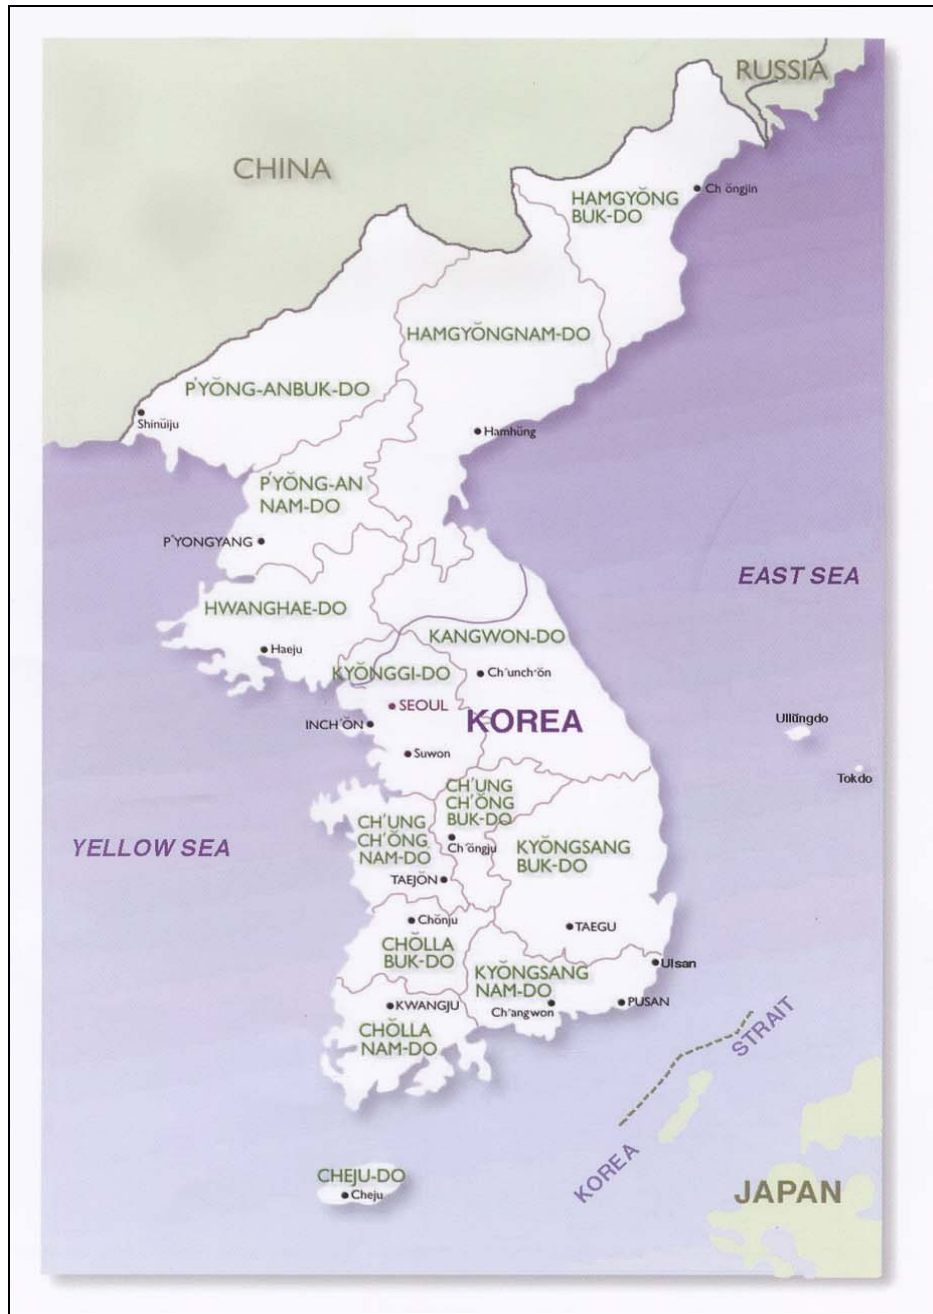 RUSSIA
CHINA
HAMGYŎNG
BUK-DO
Ch ŏngjin
HAMGYŎNGNAM-DO
P'YŎNG-ANBUK-DO
Shinŭiju
Hamhŭng
P'YŎNG-AN
NAM-DO
P'YONGYANG
EAST SEA
HWANGHAE-DO
KANGWON-DO
Haeju
KYŎNGGI-DO
Ch'unch'ŏn
SEOUL
INCH'ŎN
KOREA
Ullŭngdo
Suwon
Tokdo
CH'UNG
CH'ŎNG
BUK-DO
CH'UNG
CH'ŎNG
NAM-DO
Ch'ŏngju
YELLOW SEA
KYŎNGSANG
BUK-DO
TAEJŎN
Chŏnju
TAEGU
CHŎLLA
BUK-DO
Ulsan
KYŎNGSANG
NAM-DO
KWANGJU
Ch'angwon
PUSAN
CHŎLLA
NAM-DO
KOREA STRAIT
CHEJU-DO
Cheju
JAPAN